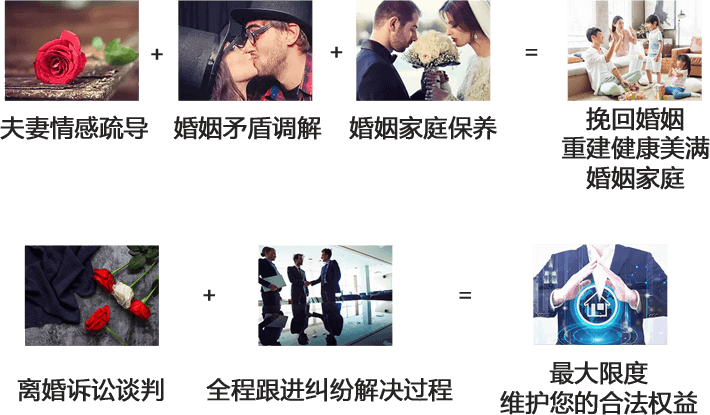 + + =
夫妻情感疏导 婚姻矛盾调解 婚姻家庭保养 挽回婚姻
重建健康美满
婚姻家庭
+ =
离婚诉讼谈判 全程跟进纠纷解决过程 最大限度
维护您的合法权益